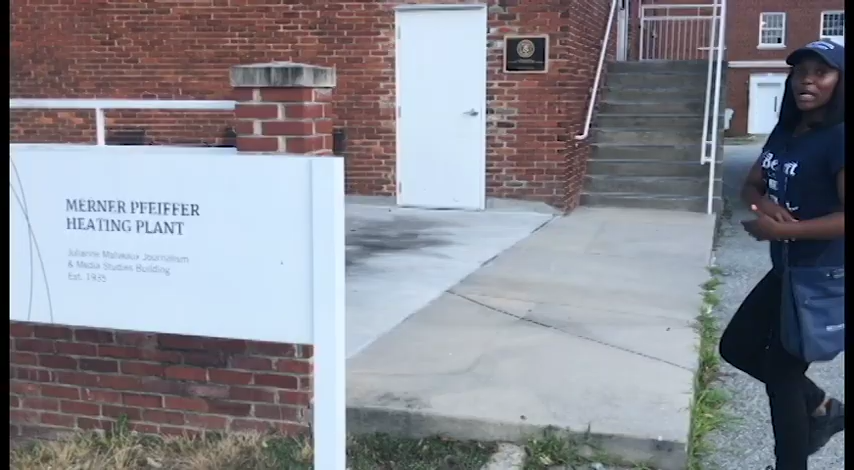 MERNER PFEIFFER
HEATING PLANT
Julianne Malveaux Journalism
& Media Studies Building
Est. 1935